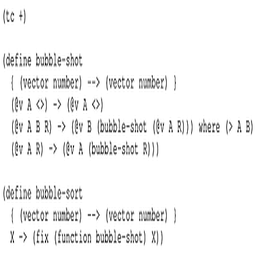 (tc +)
(define bubble-shot
{ (vector number) --> (vector number) }
(@v A <>) -> (@v A <>)
(@v A B R) -> (@v B (bubble-shot (@v A R))) where (> A B)
(@v A R) -> (@v A (bubble-shot R)))
(define bubble-sort
{ (vector number) --> (vector number) }
X -> (fix (function bubble-shot) X))